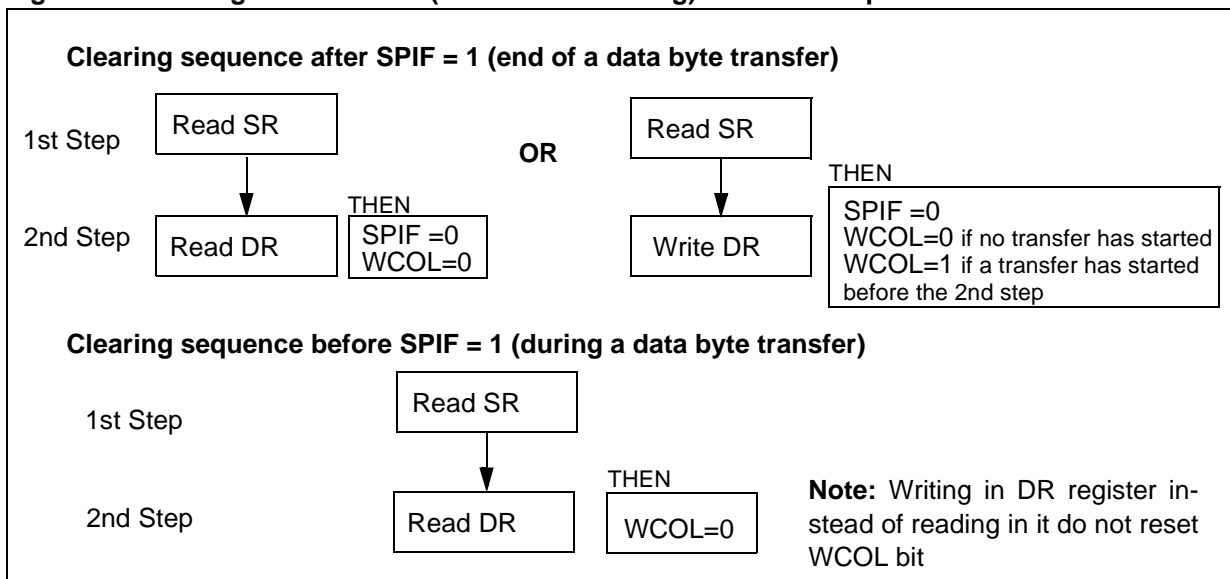 Clearing sequence after SPIF = 1 (end of a data byte transfer)
1st Step
Read SR
OR
Read SR
THEN
2nd Step
Read DR
THEN
SPIF =0
WCOL=0
Write DR
SPIF =0
WCOL=0 if no transfer has started
WCOL=1 if a transfer has started
before the 2nd step
Clearing sequence before SPIF = 1 (during a data byte transfer)
1st Step
Read SR
2nd Step
Read DR
THEN
WCOL=0
Note: Writing in DR register in-
stead of reading in it do not reset
WCOL bit